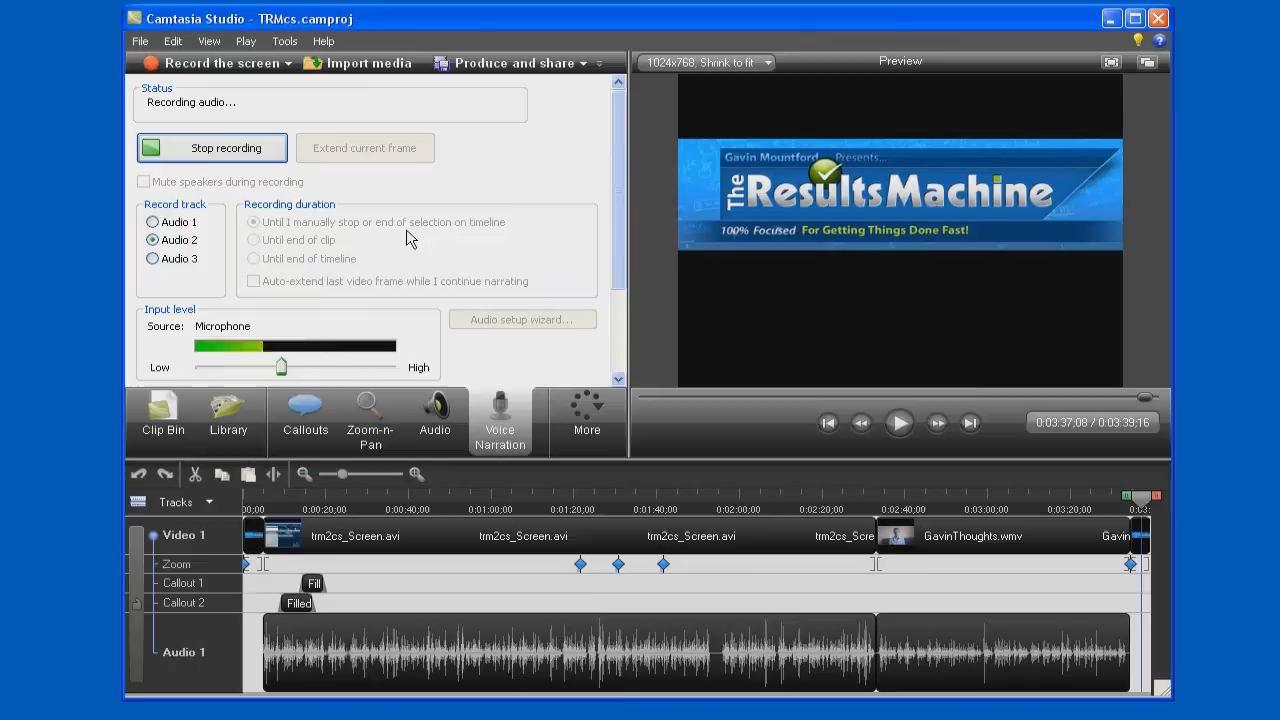 Camtasia Studio - TRMcs.camproj
File Edit View Play Tools Help
Record the screen Import media Produce and share
1024x768, Shrink to fit
Preview
Status
Recording audio...
Stop recording
Extend current frame
Mute speakers during recording
Record track
Audio 1
Audio 2
Audio 3
Recording duration
Until I manually stop or end of selection on timeline
Until end of clip
Until end of timeline
Auto-extend last video frame while I continue narrating
Input level
Source: Microphone
Low High
Audio setup wizard...
Gavin Mountford Presents...
The Results Machine
100% Focused For Getting Things Done Fast!
Clip Bin
Library
Callouts
Zoom-n-Pan
Audio
Voice Narration
More
0:03:37;08 / 0:03:39;16
Tracks
00;00 0:00:20;00 0:00:40;00 0:01:00;00 0:01:20;00 0:01:40;00 0:02:00;00 0:02:20;00 0:02:40;00 0:03:00;00 0:03:20;00 0:03:
Video 1
trm2cs_Screen.avi trm2cs_Screen.avi trm2cs_Screen.avi trm2cs_Scre GavinThoughts.wmv Gavin
Zoom
Callout 1
Fill
Callout 2
Filled
Audio 1